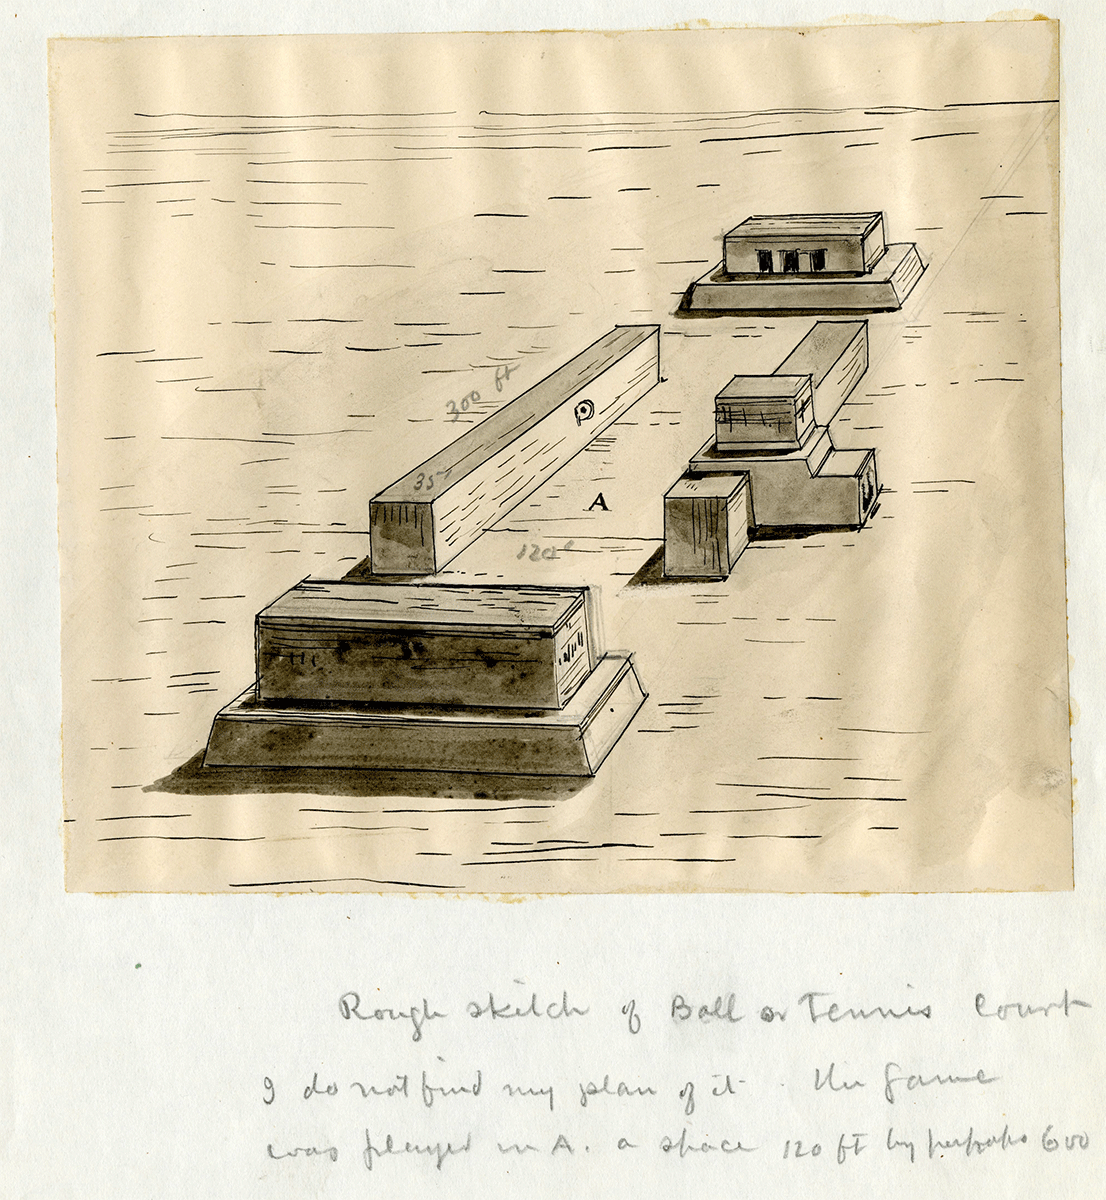 300 ft
35
A
120
Rough sketch of Ball or Tennis Court
I do not find my plan of it. The Game
was played in A. a space 120 ft by perhaps 600